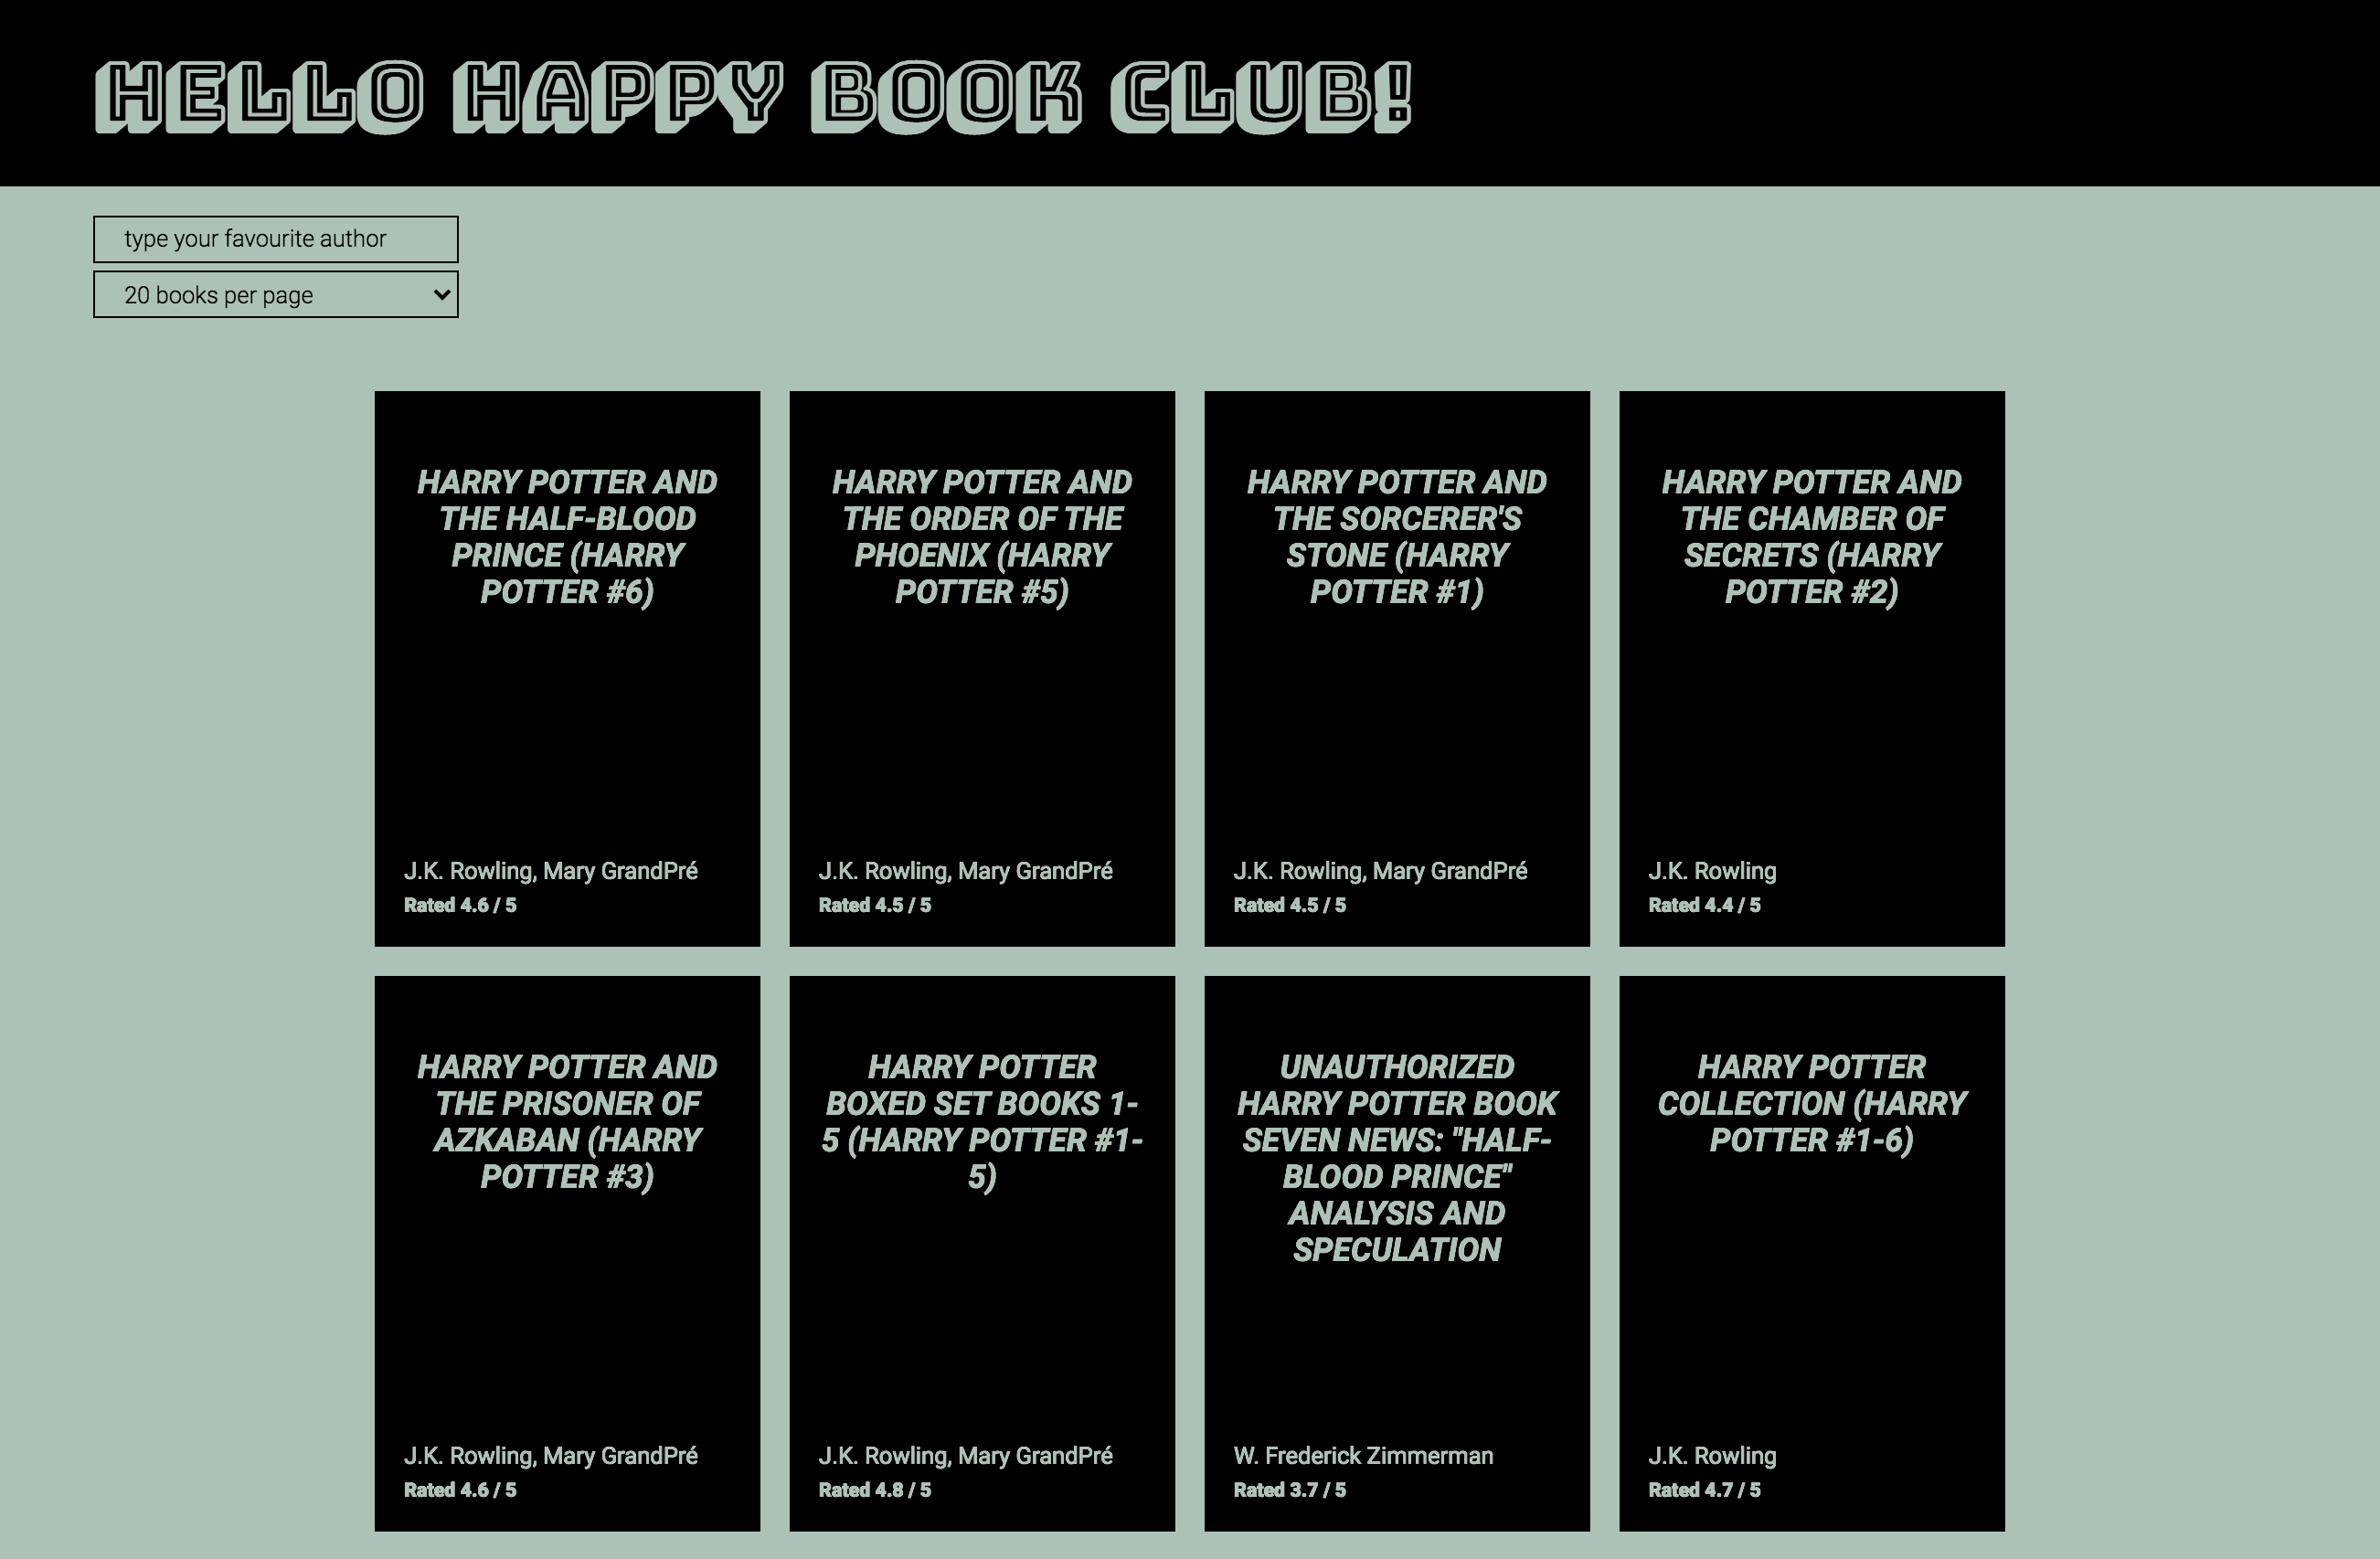 HELLO HAPPY BOOK CLUB!
type your favourite author
20 books per page
HARRY POTTER AND
THE HALF-BLOOD
PRINCE (HARRY
POTTER #6)
J.K. Rowling, Mary GrandPré
Rated 4.6 / 5
HARRY POTTER AND
THE ORDER OF THE
PHOENIX (HARRY
POTTER #5)
J.K. Rowling, Mary GrandPré
Rated 4.5 / 5
HARRY POTTER AND
THE SORCERER'S
STONE (HARRY
POTTER #1)
J.K. Rowling, Mary GrandPré
Rated 4.5 / 5
HARRY POTTER AND
THE CHAMBER OF
SECRETS (HARRY
POTTER #2)
J.K. Rowling
Rated 4.4 / 5
HARRY POTTER AND
THE PRISONER OF
AZKABAN (HARRY
POTTER #3)
J.K. Rowling, Mary GrandPré
Rated 4.6 / 5
HARRY POTTER
BOXED SET BOOKS 1-
5 (HARRY POTTER #1-
5)
J.K. Rowling, Mary GrandPré
Rated 4.8 / 5
UNAUTHORIZED
HARRY POTTER BOOK
SEVEN NEWS: "HALF-
BLOOD PRINCE"
ANALYSIS AND
SPECULATION
W. Frederick Zimmerman
Rated 3.7 / 5
HARRY POTTER
COLLECTION (HARRY
POTTER #1-6)
J.K. Rowling
Rated 4.7 / 5